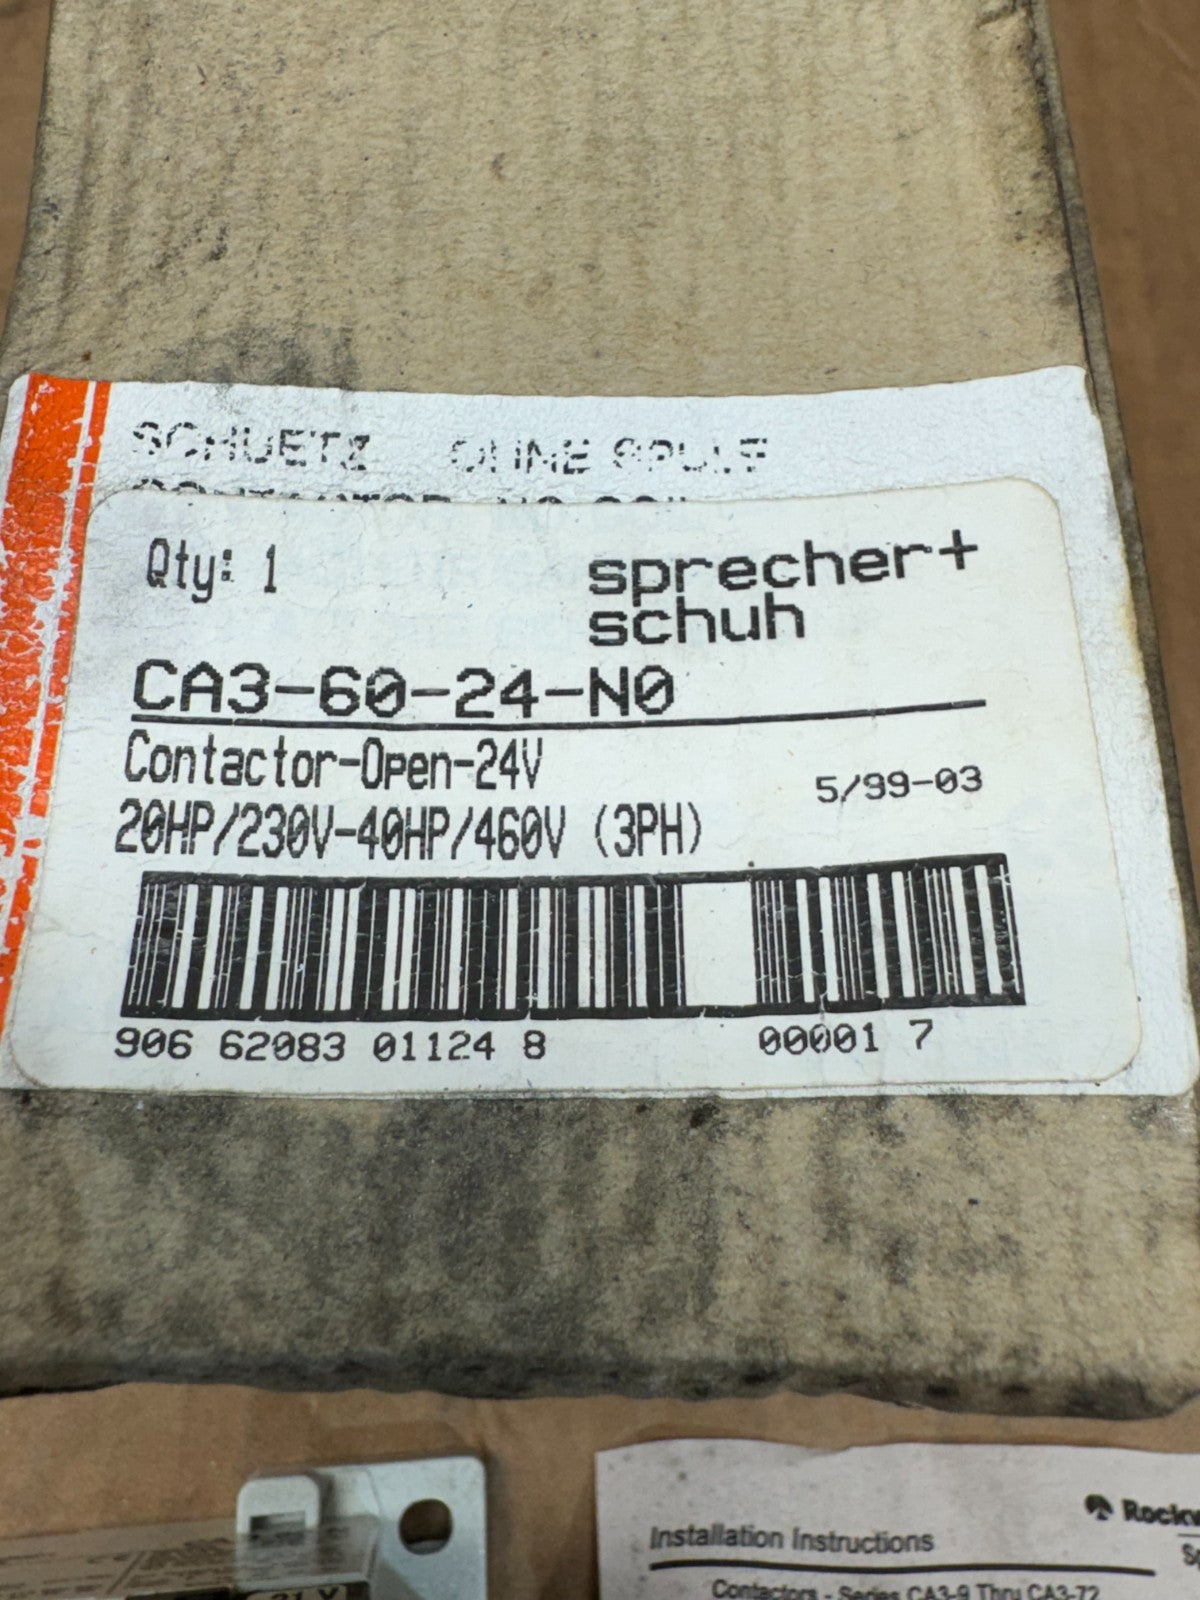 SCHUETZ OHNE SPULE
Qty: 1
sprecher+
schuh
CA3-60-24-N0
Contactor-Open-24V
5/99-03
20HP/230V-40HP/460V (3PH)
906 62083 01124 8 00001 7
Installation Instructions
Contactors - Series CA3-9 Thru CA3-72